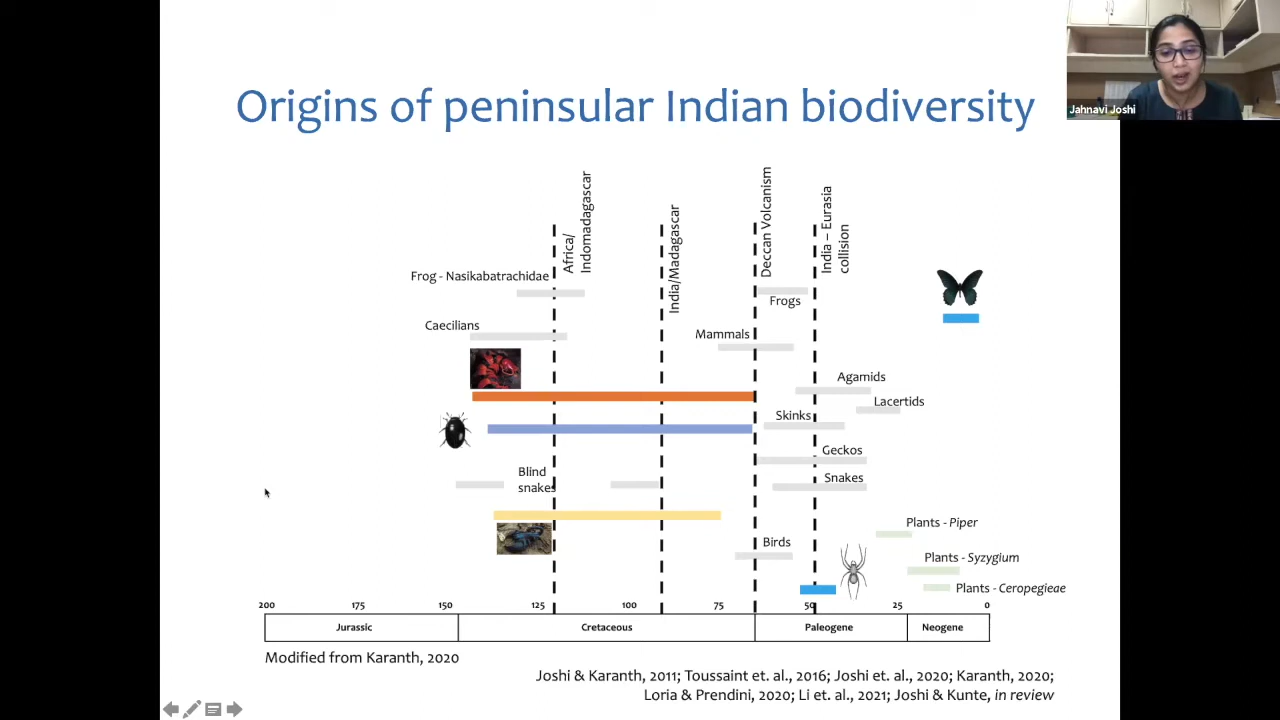 Jahnavi Joshi
Origins of peninsular Indian biodiversity
Africa/
Indomadagascar
India/Madagascar
Deccan Volcanism
India – Eurasia
collision
Frog - Nasikabatrachidae
Frogs
Caecilians
Mammals
Agamids
Lacertids
Skinks
Geckos
Blind
snakes
Snakes
Plants - Piper
Birds
Plants - Syzygium
Plants - Ceropegieae
200 175 150 125 100 75 50 25 0
Jurassic Cretaceous Paleogene Neogene
Modified from Karanth, 2020
Joshi & Karanth, 2011; Toussaint et. al., 2016; Joshi et. al., 2020; Karanth, 2020;
Loria & Prendini, 2020; Li et. al., 2021; Joshi & Kunte, in review